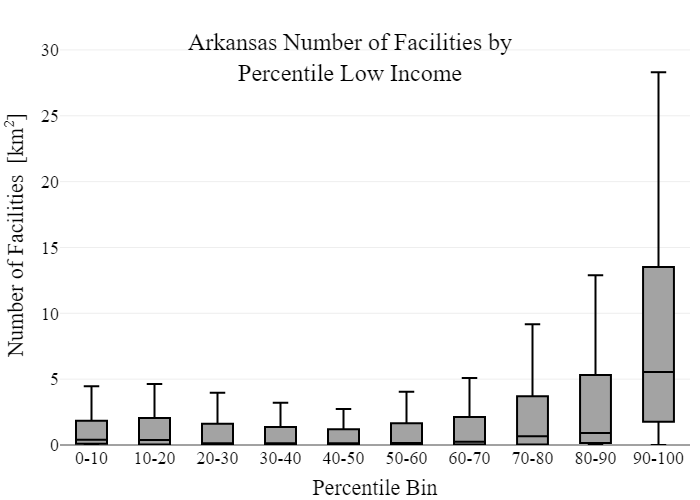 Arkansas Number of Facilities by
Percentile Low Income
Number of Facilities [km²]
30
25
20
15
10
5
0
0-10 10-20 20-30 30-40 40-50 50-60 60-70 70-80 80-90 90-100
Percentile Bin